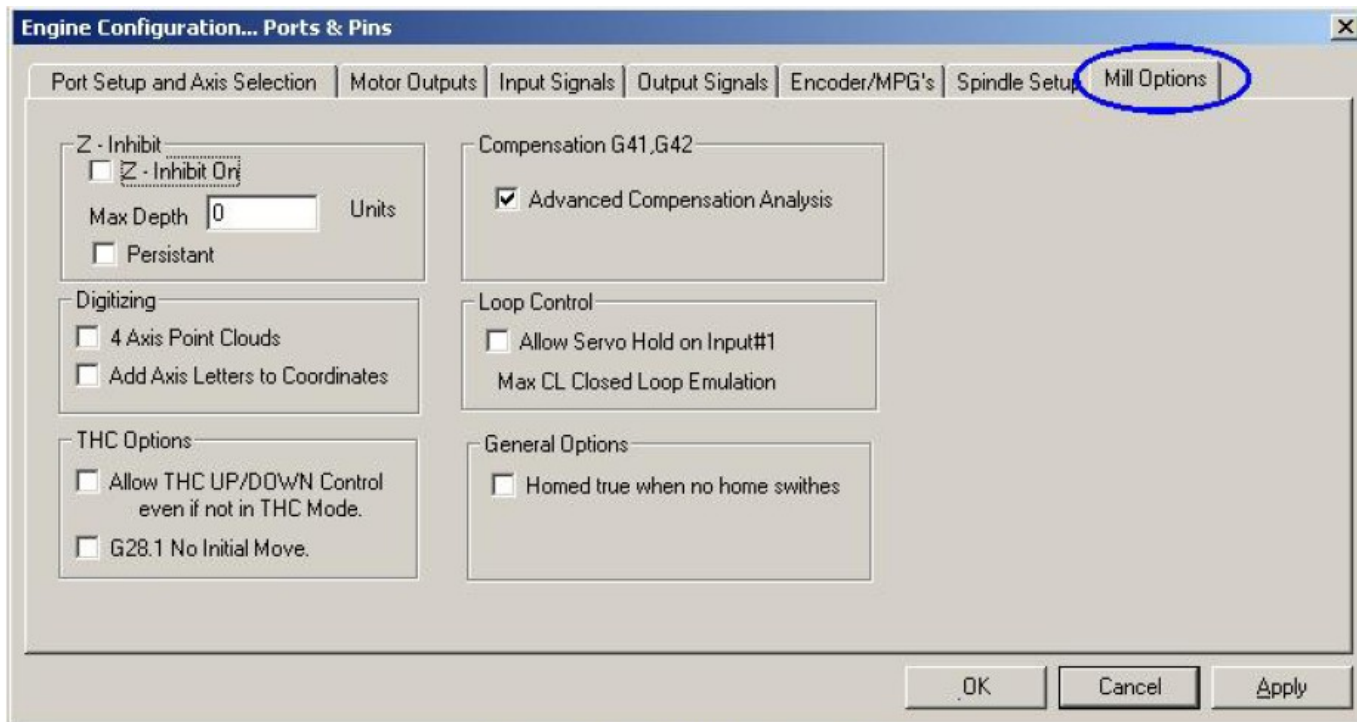 Engine Configuration... Ports & Pins
Port Setup and Axis Selection
Motor Outputs
Input Signals
Output Signals
Encoder/MPG's
Spindle Setup
Mill Options
Z - Inhibit
Z - Inhibit On
Max Depth 0 Units
Persistant
Digitizing
4 Axis Point Clouds
Add Axis Letters to Coordinates
THC Options
Allow THC UP/DOWN Control
even if not in THC Mode.
G28.1 No Initial Move.
Compensation G41,G42
Advanced Compensation Analysis
Loop Control
Allow Servo Hold on Input#1
Max CL Closed Loop Emulation
General Options
Homed true when no home swithes
OK
Cancel
Apply